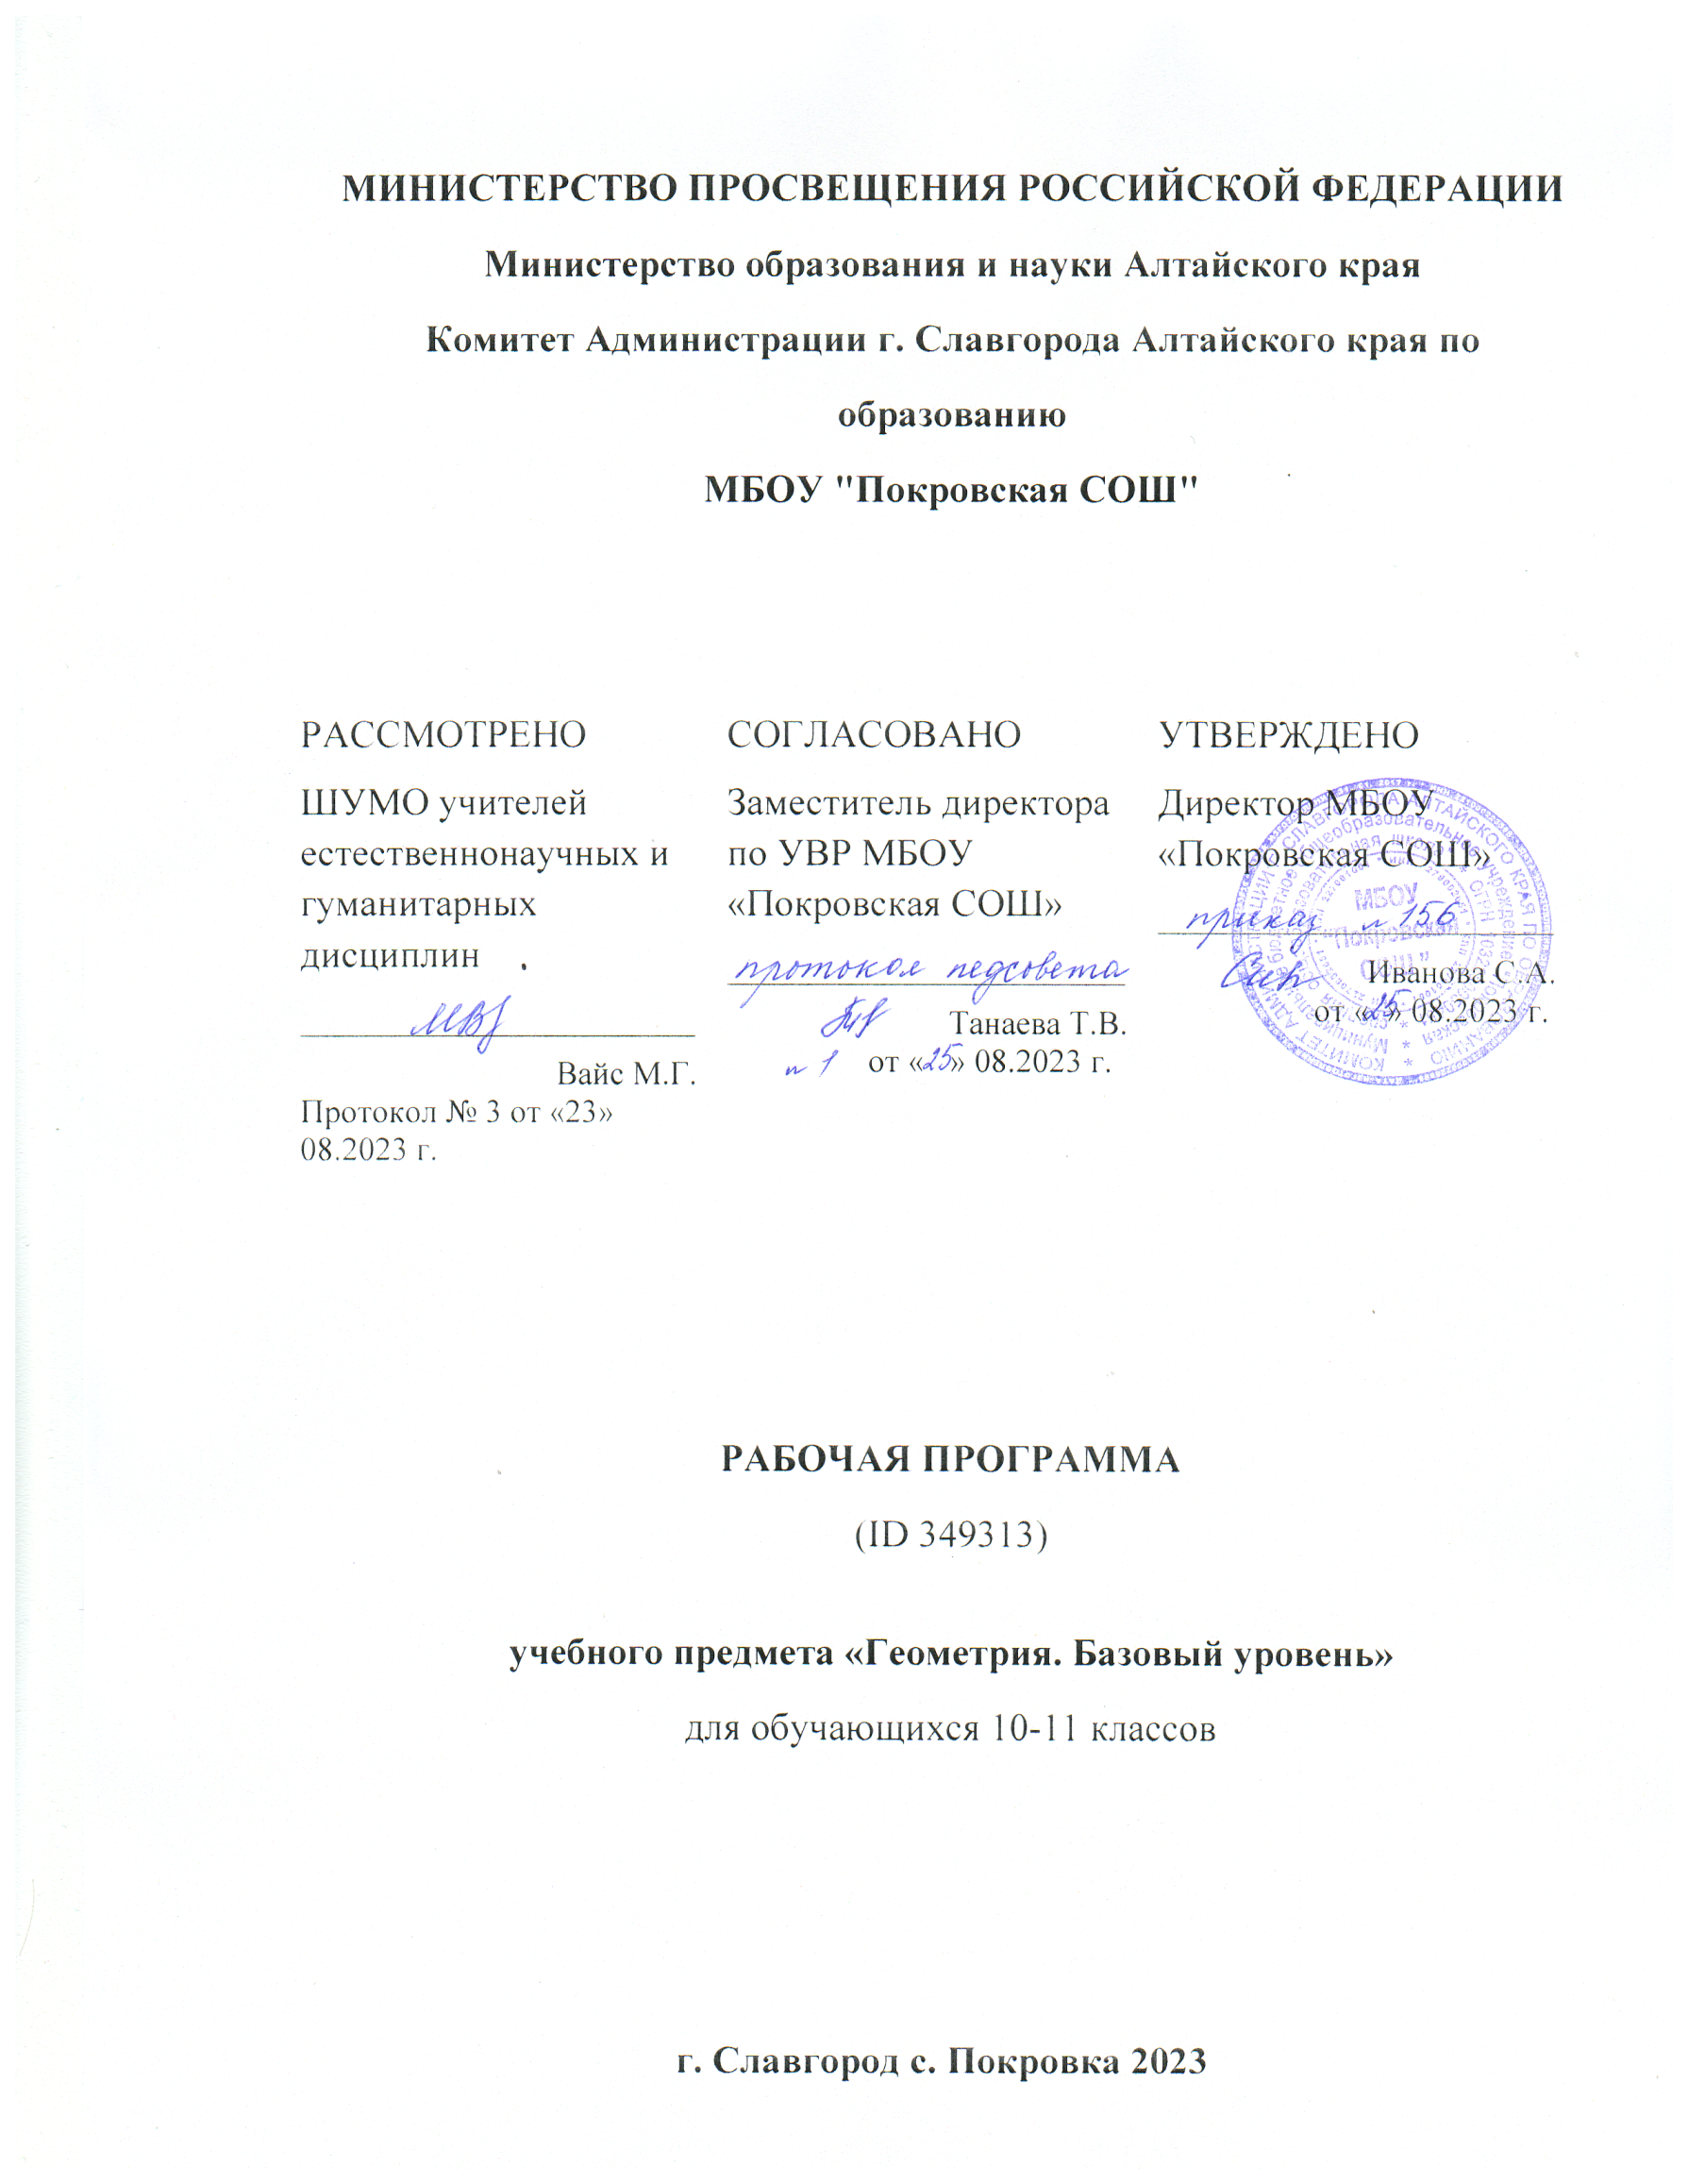 МИНИСТЕРСТВО ПРОСВЕЩЕНИЯ РОССИЙСКОЙ ФЕДЕРАЦИИ
Министерство образования и науки Алтайского края
Комитет Администрации г. Славгорода Алтайского края по
образованию
МБОУ "Покровская СОШ"
РАССМОТРЕНО
ШУМО учителей
естественнонаучных и
гуманитарных
дисциплин
Вайс М.Г.
Протокол № 3 от «23»
08.2023 г.
СОГЛАСОВАНО
Заместитель директора
по УВР МБОУ
«Покровская СОШ»
протокол педсовета
Танаева Т.В.
№ 1 от «25» 08.2023 г.
УТВЕРЖДЕНО
Директор МБОУ
«Покровская СОШ»
приказ № 156
Иванова С.А.
от «25» 08.2023 г.
МБОУ
"Покровская
СОШ"
РАБОЧАЯ ПРОГРАММА
(ID 349313)
учебного предмета «Геометрия. Базовый уровень»
для обучающихся 10-11 классов
г. Славгород с. Покровка 2023